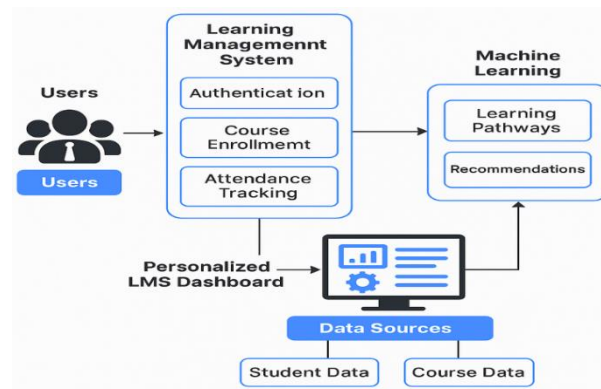 Users
Users
Learning
Managemennt
System
Authenticat ion
Course
Enrollmemt
Attendance
Tracking
Machine
Learning
Learning
Pathways
Recommendations
Personalized
LMS Dashboard
Data Sources
Student Data
Course Data